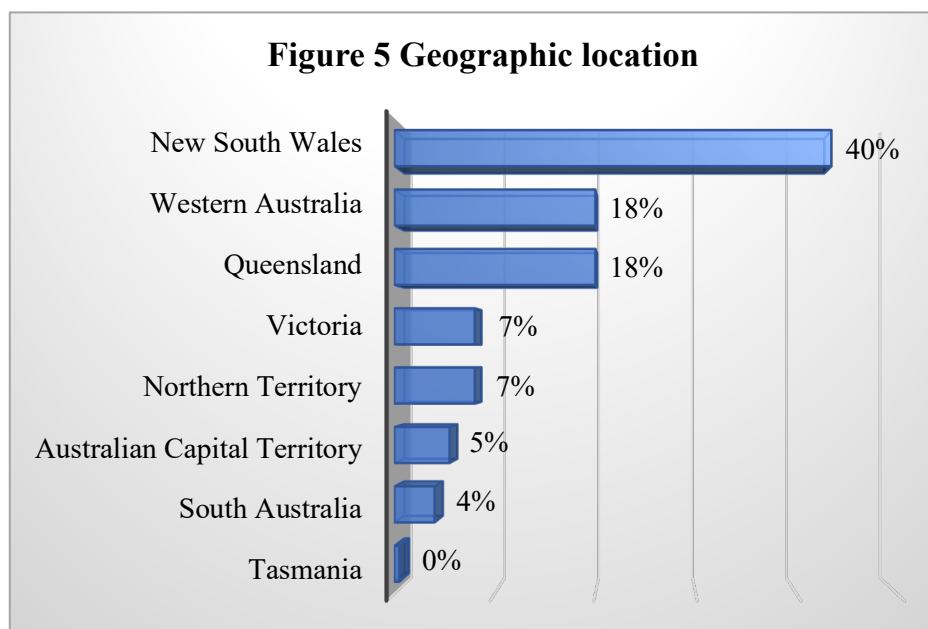 Figure 5 Geographic location
New South Wales 40%
Western Australia 18%
Queensland 18%
Victoria 7%
Northern Territory 7%
Australian Capital Territory 5%
South Australia 4%
Tasmania 0%